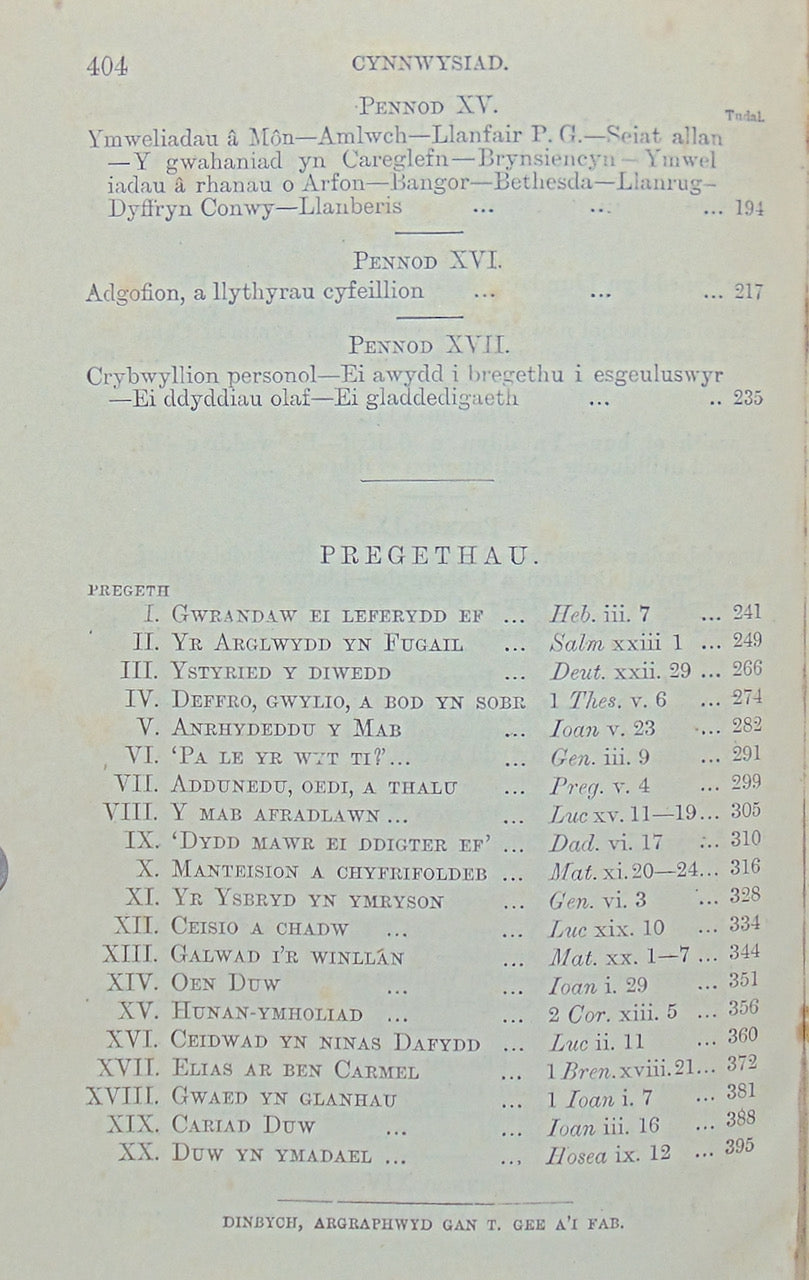 404 CYNNWYSIAD.
PENNOD XV.
Tudal.
Ymweliadau â Môn—Amlwch—Llanfair P. G.—Seiat allan
—Y gwahaniad yn Careglefn—Brynsiencyn—Ymwel
iadau â rhanau o Arfon—Bangor—Bethesda—Llanrug—
Dyffryn Conwy—Llanberis ... ... ... 194
PENNOD XVI.
Adgofion, a llythyrau cyfeillion ... ... ... 217
PENNOD XVII.
Crybwyllion personol—Ei awydd i bregethu i esgeuluswyr
—Ei ddyddiau olaf—Ei gladdedigaeth ... .. 235
PREGETHAU.
PREGETH
I. GWRANDAW EI LEFERYDD EF ... Heb. iii. 7 ... 241
II. YR ARGLWYDD YN FUGAIL ... Salm xxiii 1 ... 249
III. YSTYRIED Y DIWEDD ... Deut. xxii. 29 ... 266
IV. DEFFRO, GWYLIO, A BOD YN SOBR 1 Thes. v. 6 ... 274
V. ANRHYDEDDU Y MAB ... Ioan v. 23 ... 282
VI. ‘PA LE YR WYT TI?’... ... Gen. iii. 9 ... 291
VII. ADDUNEDU, OEDI, A THALU ... Preg. v. 4 ... 299
VIII. Y MAB AFRADLAWN ... ... Luc xv. 11—19... 305
IX. ‘DYDD MAWR EI DDIGTER EF’ ... Dad. vi. 17 ... 310
X. MANTEISION A CHYFRIFOLDEB ... Mat. xi. 20—24... 316
XI. YR YSBRYD YN YMRYSON ... Gen. vi. 3 ... 328
XII. CEISIO A CHADW ... ... Luc xix. 10 ... 334
XIII. GALWAD I'R WINLLAN ... Mat. xx. 1—7 ... 344
XIV. OEN DUW ... ... Ioan i. 29 ... 351
XV. HUNAN-YMHOLIAD ... ... 2 Cor. xiii. 5 ... 356
XVI. CEIDWAD YN NINAS DAFYDD ... Luc ii. 11 ... 360
XVII. ELIAS AR BEN CARMEL ... 1 Bren. xviii. 21... 372
XVIII. GWAED YN GLANHAU ... 1 Ioan i. 7 ... 381
XIX. CARIAD DUW ... ... Ioan iii. 16 ... 388
XX. DUW YN YMADAEL ... ... Hosea ix. 12 ... 395
DINBYCH, ARGRAPHWYD GAN T. GEE A'I FAB.